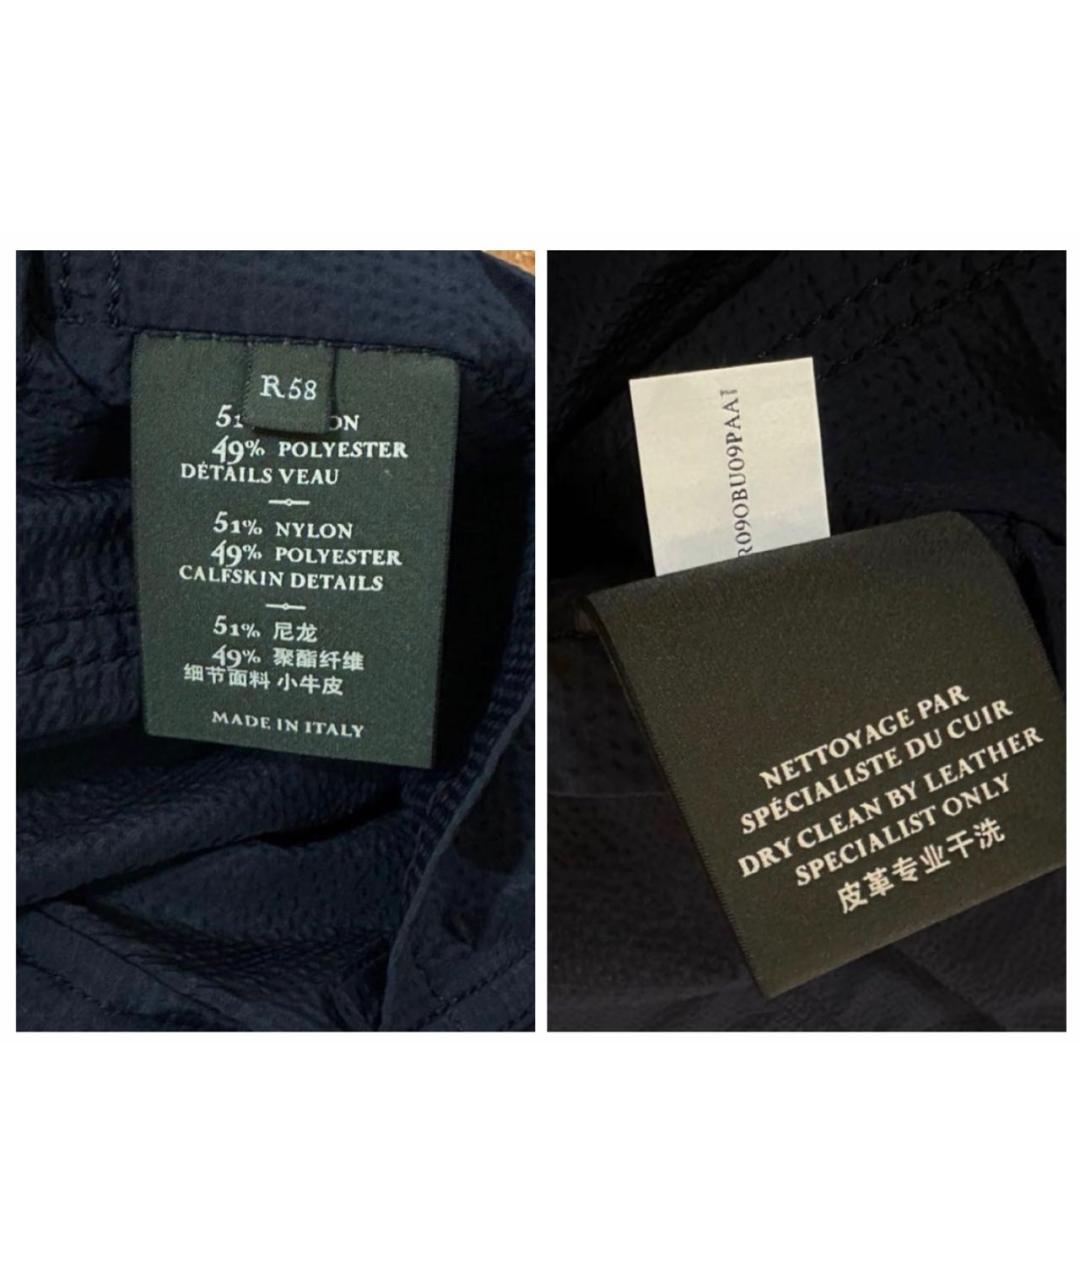 R58
49% POLYESTER
DÉTAILS VEAU
51% NYLON
49% POLYESTER
CALFSKIN DETAILS
51% 尼龙
49% 聚酯纤维
细节面料 小牛皮
MADE IN ITALY
R09OBU09PAA1
NETTOYAGE PAR
SPÉCIALISTE DU CUIR
DRY CLEAN BY LEATHER
SPECIALIST ONLY
皮革专业干洗